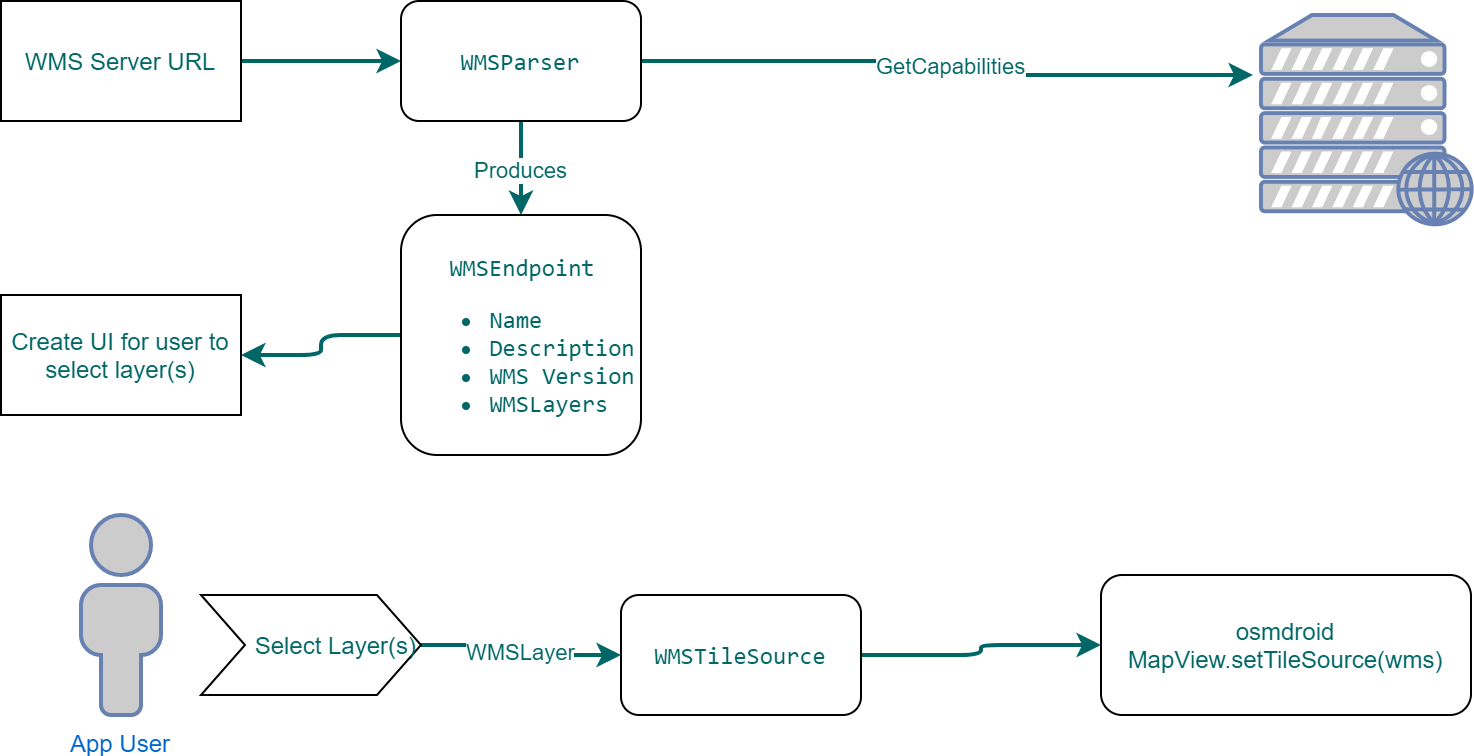 WMS Server URL
WMSParser
GetCapabilities
Produces
WMSEndpoint
• Name
• Description
• WMS Version
• WMSLayers
Create UI for user to
select layer(s)
App User
Select Layer(s)
WMSLayer
WMSTileSource
osmdroid
MapView.setTileSource(wms)